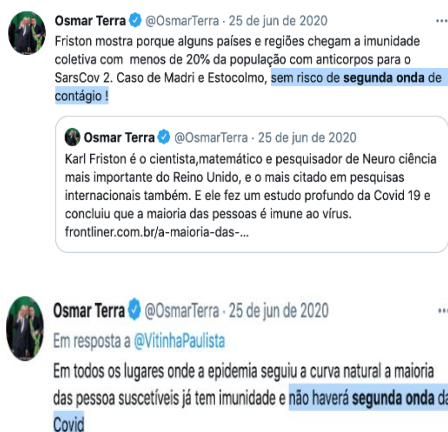 Osmar Terra @OsmarTerra · 25 de jun de 2020
Friston mostra porque alguns países e regiões chegam a imunidade
coletiva com menos de 20% da população com anticorpos para o
SarsCov 2. Caso de Madri e Estocolmo, sem risco de segunda onda de
contágio !
Osmar Terra @OsmarTerra · 25 de jun de 2020
Karl Friston é o cientista,matemático e pesquisador de Neuro ciência
mais importante do Reino Unido, e o mais citado em pesquisas
internacionais também. E ele fez um estudo profundo da Covid 19 e
concluiu que a maioria das pessoas é imune ao vírus.
frontliner.com.br/a-maioria-das-...
Osmar Terra @OsmarTerra · 25 de jun de 2020
Em resposta a @VitinhaPaulista
Em todos os lugares onde a epidemia seguiu a curva natural a maioria
das pessoa suscetíveis já tem imunidade e não haverá segunda onda da
Covid